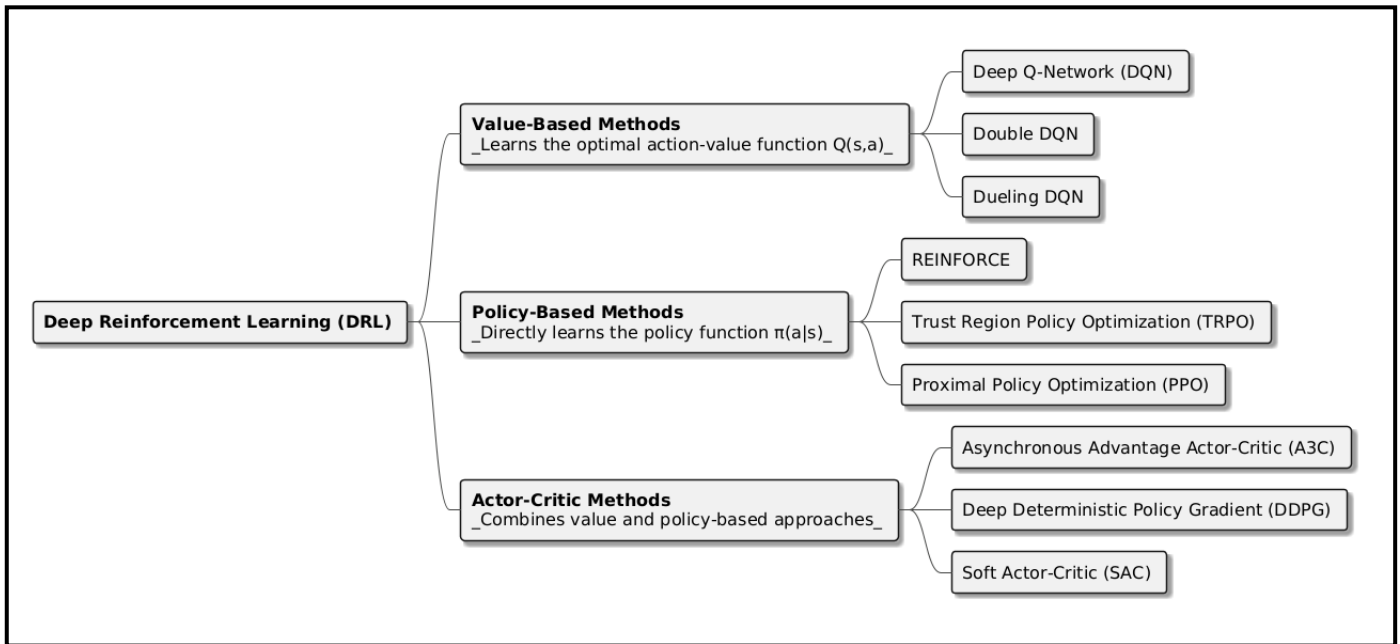 Deep Reinforcement Learning (DRL)
Value-Based Methods
_Learns the optimal action-value function Q(s,a)_
Deep Q-Network (DQN)
Double DQN
Dueling DQN
Policy-Based Methods
_Directly learns the policy function π(a|s)_
REINFORCE
Trust Region Policy Optimization (TRPO)
Proximal Policy Optimization (PPO)
Actor-Critic Methods
_Combines value and policy-based approaches_
Asynchronous Advantage Actor-Critic (A3C)
Deep Deterministic Policy Gradient (DDPG)
Soft Actor-Critic (SAC)